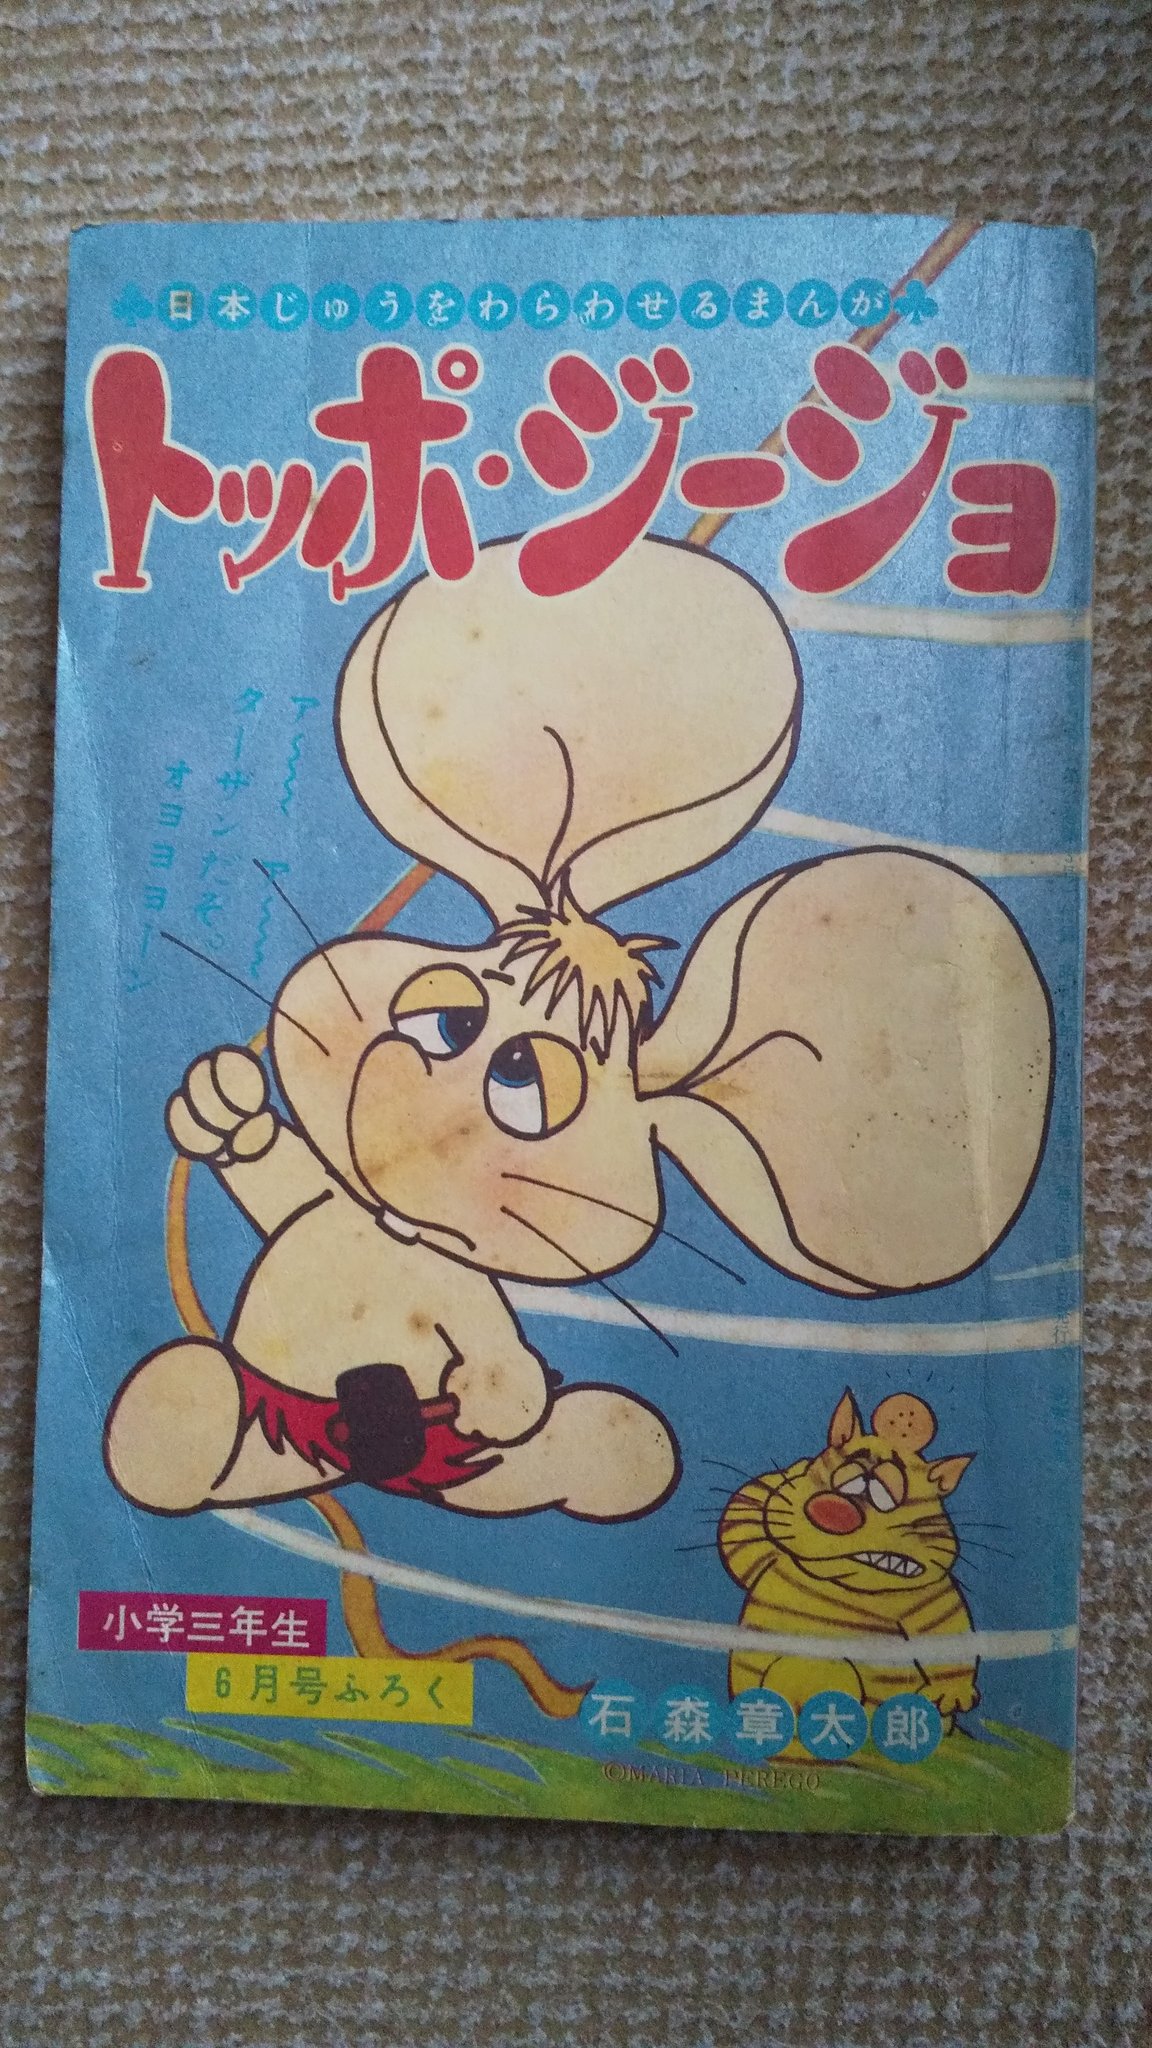 日本じゅうをわらわせるまんが
トッポ・ジージョ
ア〜〜 ア〜〜
ターザンだぞっ
オヨヨヨーン
小学三年生
6月号ふろく
石森章太郎
©MARIA PEREGO